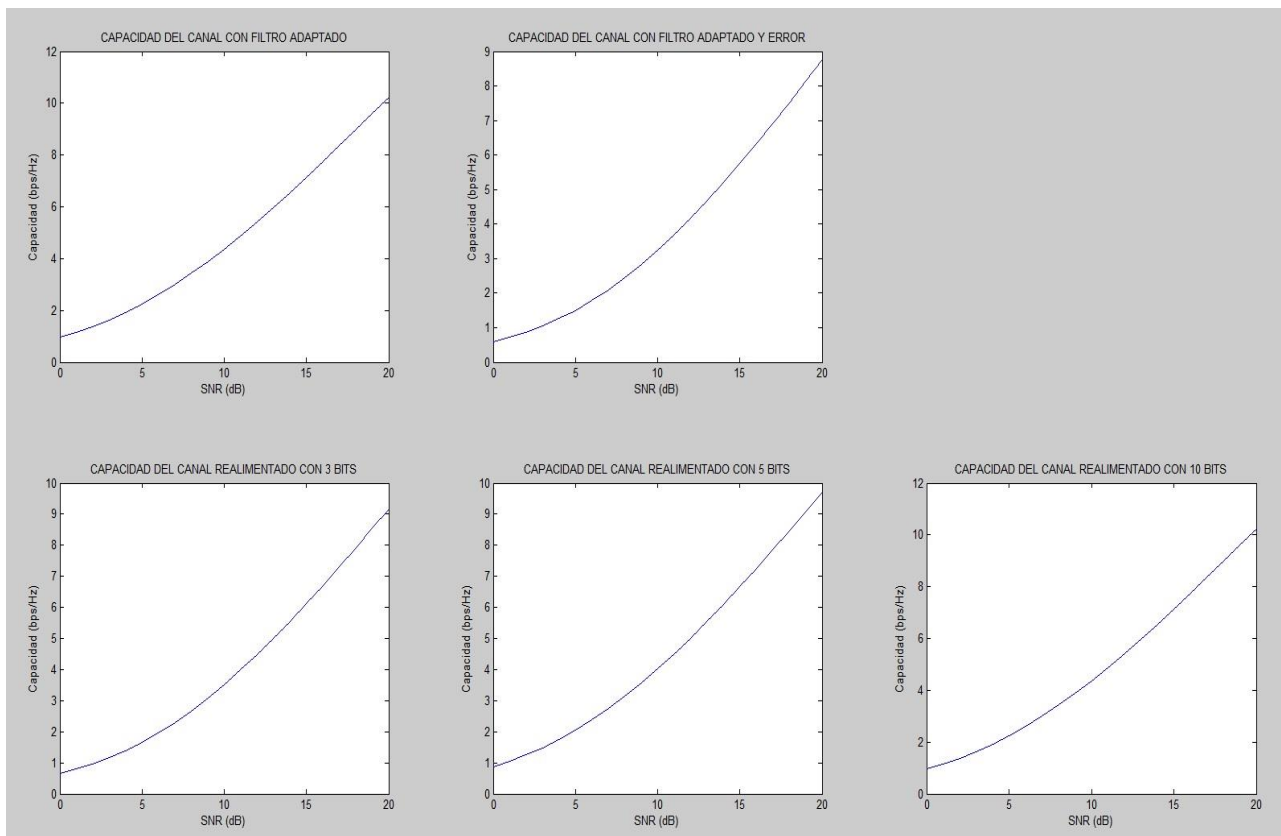 CAPACIDAD DEL CANAL CON FILTRO ADAPTADO
12
10
8
6
4
2
0
Capacidad (bps/Hz)
0 5 10 15 20
SNR (dB)
CAPACIDAD DEL CANAL CON FILTRO ADAPTADO Y ERROR
9
8
7
6
5
4
3
2
1
0
Capacidad (bps/Hz)
0 5 10 15 20
SNR (dB)
CAPACIDAD DEL CANAL REALIMENTADO CON 3 BITS
10
9
8
7
6
5
4
3
2
1
0
Capacidad (bps/Hz)
0 5 10 15 20
SNR (dB)
CAPACIDAD DEL CANAL REALIMENTADO CON 5 BITS
10
9
8
7
6
5
4
3
2
1
0
Capacidad (bps/Hz)
0 5 10 15 20
SNR (dB)
CAPACIDAD DEL CANAL REALIMENTADO CON 10 BITS
12
10
8
6
4
2
0
Capacidad (bps/Hz)
0 5 10 15 20
SNR (dB)